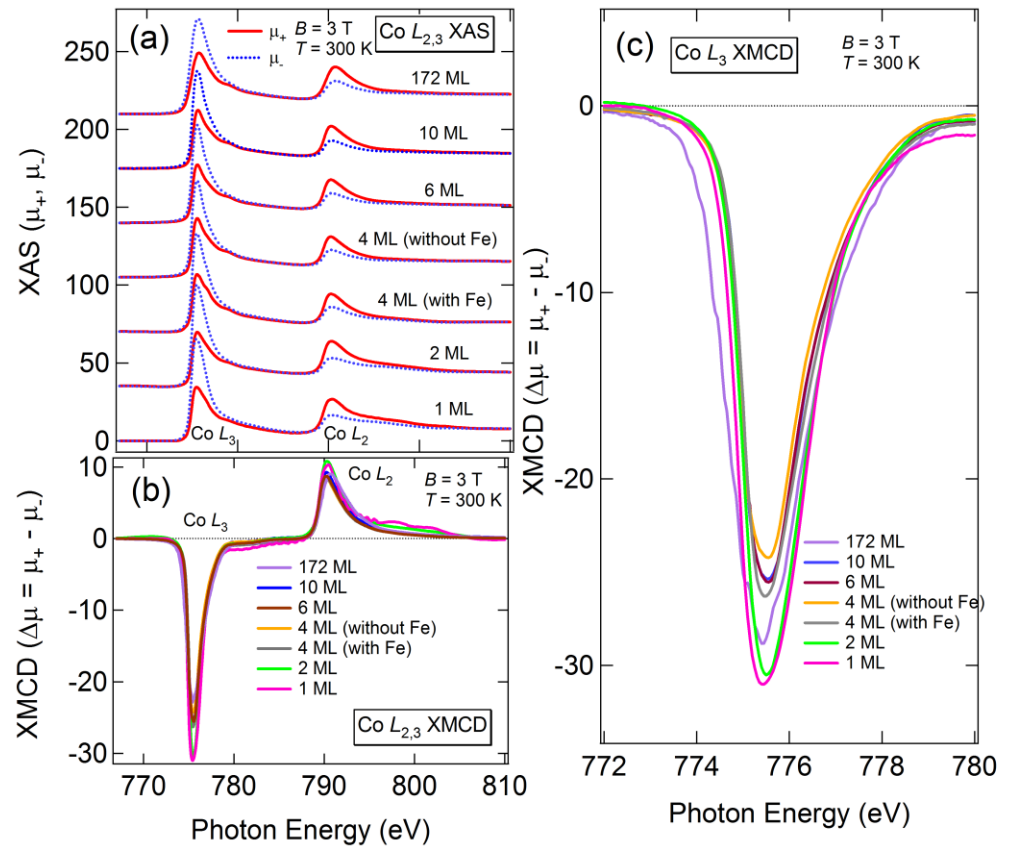 (a)
μ+
μ-
B = 3 T
T = 300 K
Co L2,3 XAS
250
200
150
100
50
0
XAS (μ+, μ-)
172 ML
10 ML
6 ML
4 ML (without Fe)
4 ML (with Fe)
2 ML
1 ML
Co L3
Co L2
770
780
790
800
(b)
B = 3 T
T = 300 K
Co L2
Co L3
10
0
-10
-20
-30
XMCD (Δμ = μ+ - μ-)
172 ML
10 ML
6 ML
4 ML (without Fe)
4 ML (with Fe)
2 ML
1 ML
Co L2,3 XMCD
770
780
790
800
810
Photon Energy (eV)
(c)
Co L3 XMCD
B = 3 T
T = 300 K
0
-10
-20
-30
XMCD (Δμ = μ+ - μ-)
172 ML
10 ML
6 ML
4 ML (without Fe)
4 ML (with Fe)
2 ML
1 ML
772
774
776
778
780
Photon Energy (eV)